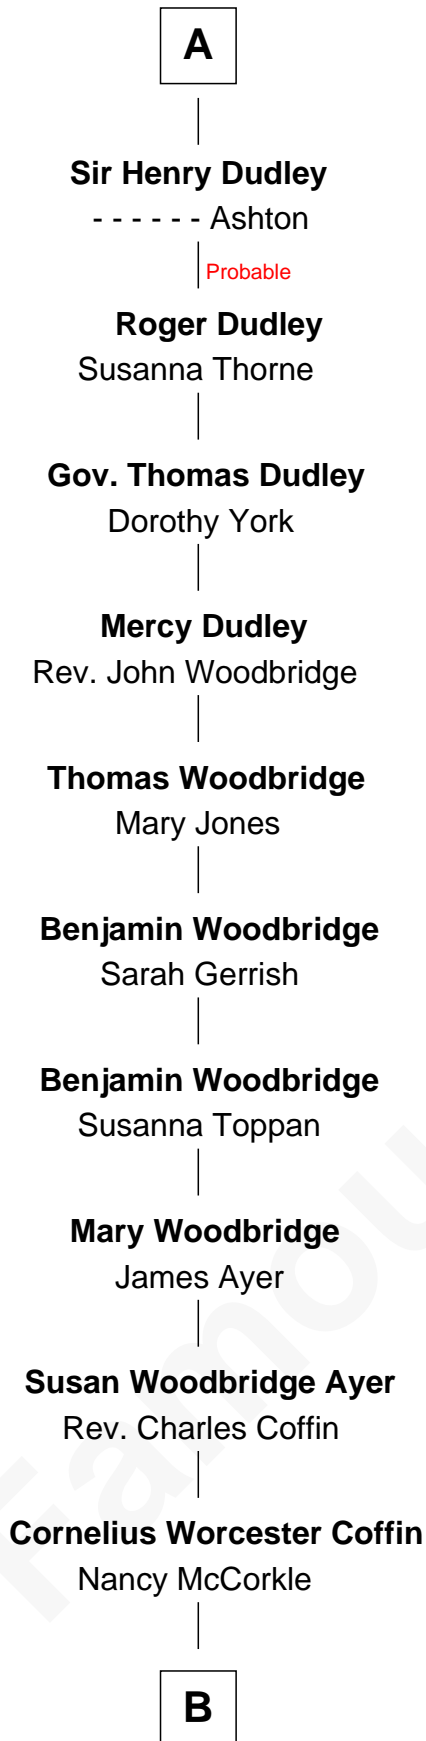 A
Sir Henry Dudley
- - - - - - Ashton
Probable
Roger Dudley
Susanna Thorne
Gov. Thomas Dudley
Dorothy York
Mercy Dudley
Rev. John Woodbridge
Thomas Woodbridge
Mary Jones
Benjamin Woodbridge
Sarah Gerrish
Benjamin Woodbridge
Susanna Toppan
Mary Woodbridge
James Ayer
Susan Woodbridge Ayer
Rev. Charles Coffin
Cornelius Worcester Coffin
Nancy McCorkle
B
Famou